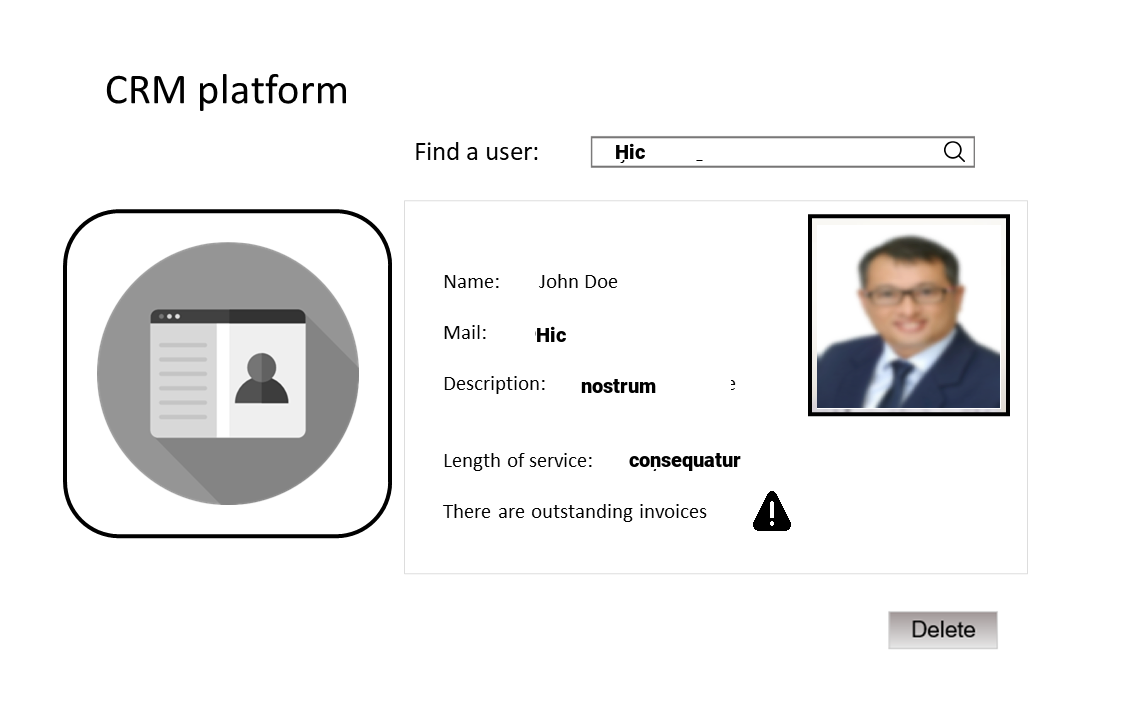 CRM platform
Find a user: Hic
Name: John Doe
Mail: Hic
Description: nostrum e
Length of service: consequatur
There are outstanding invoices
Delete